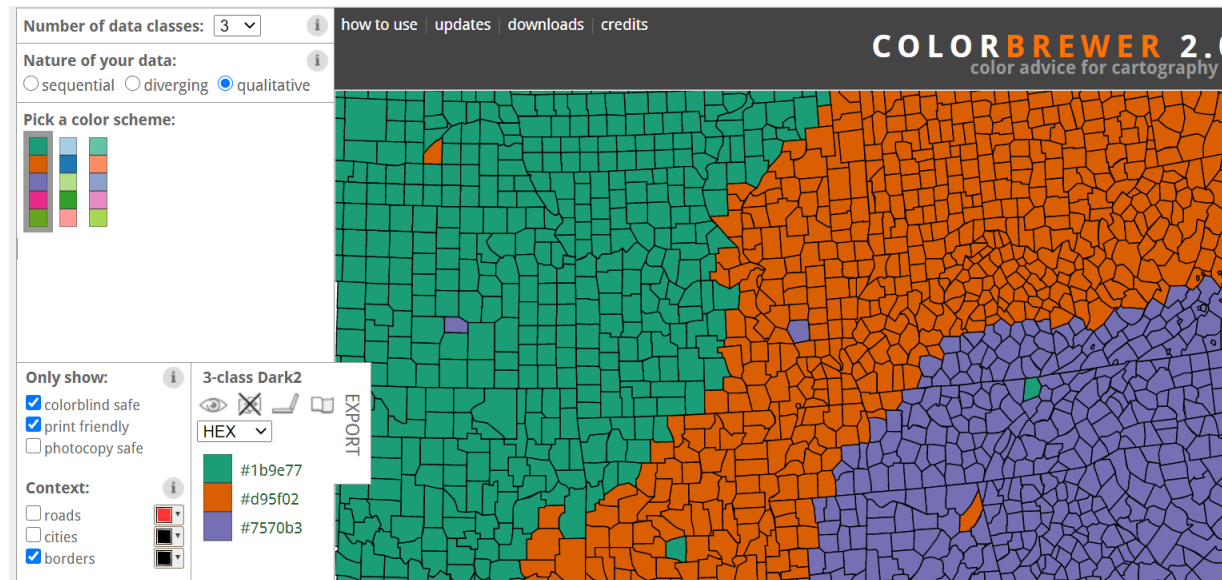 Number of data classes: 3
i
how to use | updates | downloads | credits
COLORBREWER 2.
color advice for cartography
Nature of your data:
i
sequential diverging qualitative
Pick a color scheme:
Only show:
i
colorblind safe
print friendly
photocopy safe
Context:
i
roads
cities
borders
3-class Dark2
HEX
EXPORT
#1b9e77
#d95f02
#7570b3